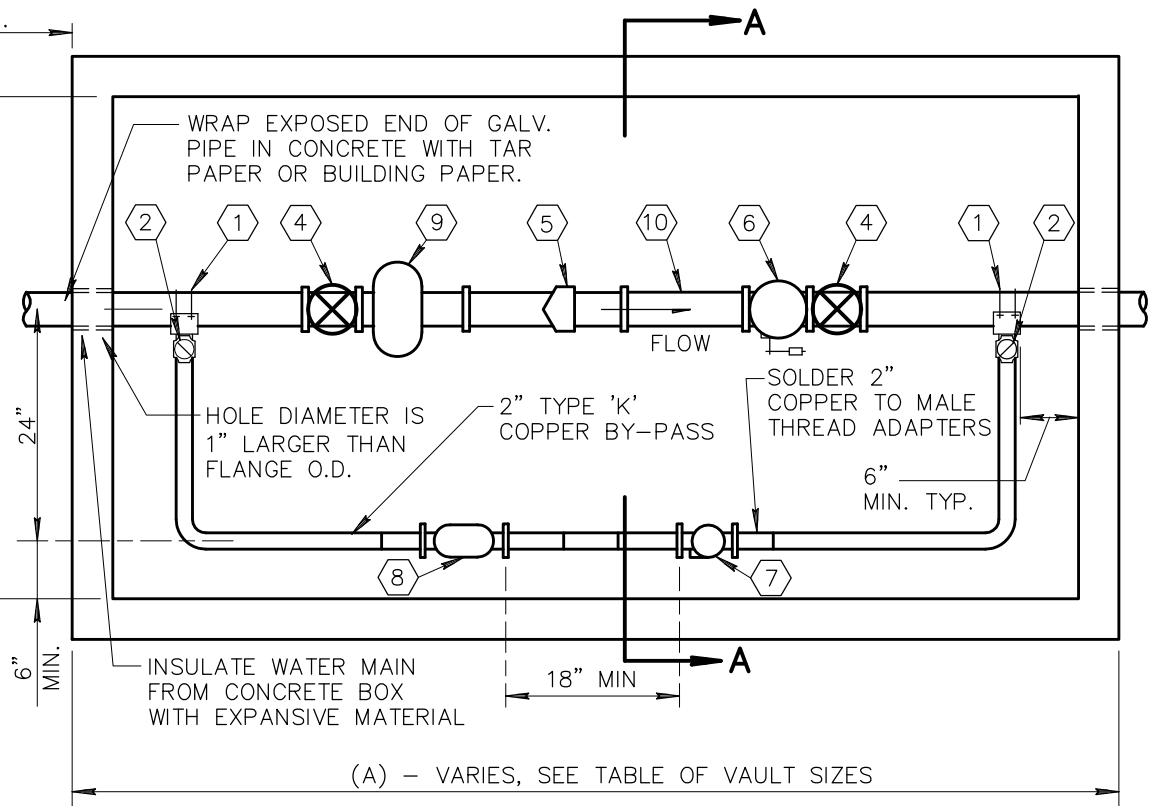 A
WRAP EXPOSED END OF GALV.
PIPE IN CONCRETE WITH TAR
PAPER OR BUILDING PAPER.
2
1
4
9
5
10
6
4
1
2
FLOW
24"
HOLE DIAMETER IS
1" LARGER THAN
FLANGE O.D.
2" TYPE 'K'
COPPER BY-PASS
SOLDER 2"
COPPER TO MALE
THREAD ADAPTERS
6"
MIN. TYP.
8
7
6"
MIN.
INSULATE WATER MAIN
FROM CONCRETE BOX
WITH EXPANSIVE MATERIAL
18" MIN
A
(A) - VARIES, SEE TABLE OF VAULT SIZES